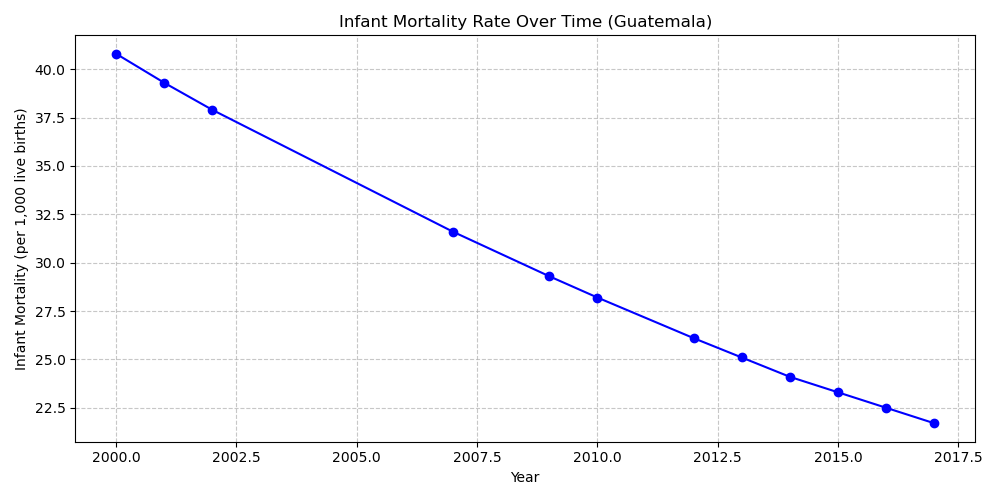 Infant Mortality Rate Over Time (Guatemala)
Infant Mortality (per 1,000 live births)
40.0
37.5
35.0
32.5
30.0
27.5
25.0
22.5
2000.0 2002.5 2005.0 2007.5 2010.0 2012.5 2015.0 2017.5
Year